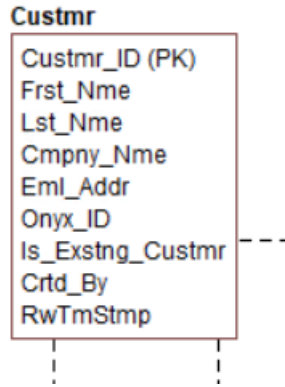 Custmr
Custmr_ID (PK)
Frst_Nme
Lst_Nme
Cmpny_Nme
Eml_Addr
Onyx_ID
Is_Exstng_Custmr
Crtd_By
RwTmStmp